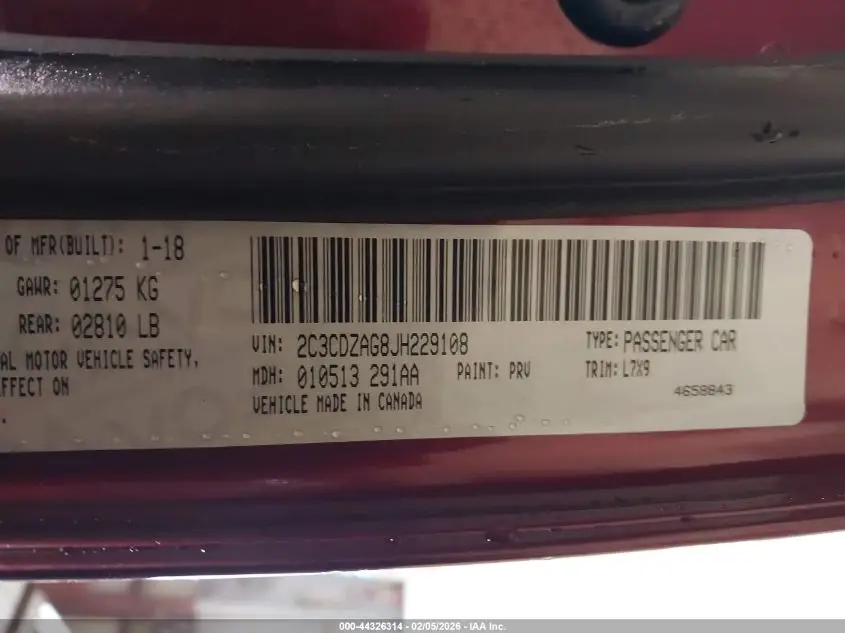 OF MFR(BUILT): 1-18
GAWR: 01275 KG
REAR: 02810 LB
AL MOTOR VEHICLE SAFETY,
EFFECT ON
VIN: 2C3CDZAG8JH229108
TYPE: PASSENGER CAR
MDH: 010513 291AA
PAINT: PRV
TRIM: L7X9
VEHICLE MADE IN CANADA
4658843
000-44326314 - 02/05/2026 - IAA Inc.